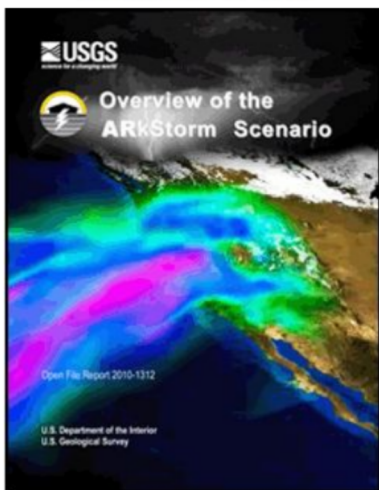 USGS
science for a changing world
Overview of the
ARkStorm Scenario
Open File Report 2010-1312
U.S. Department of the Interior
U.S. Geological Survey